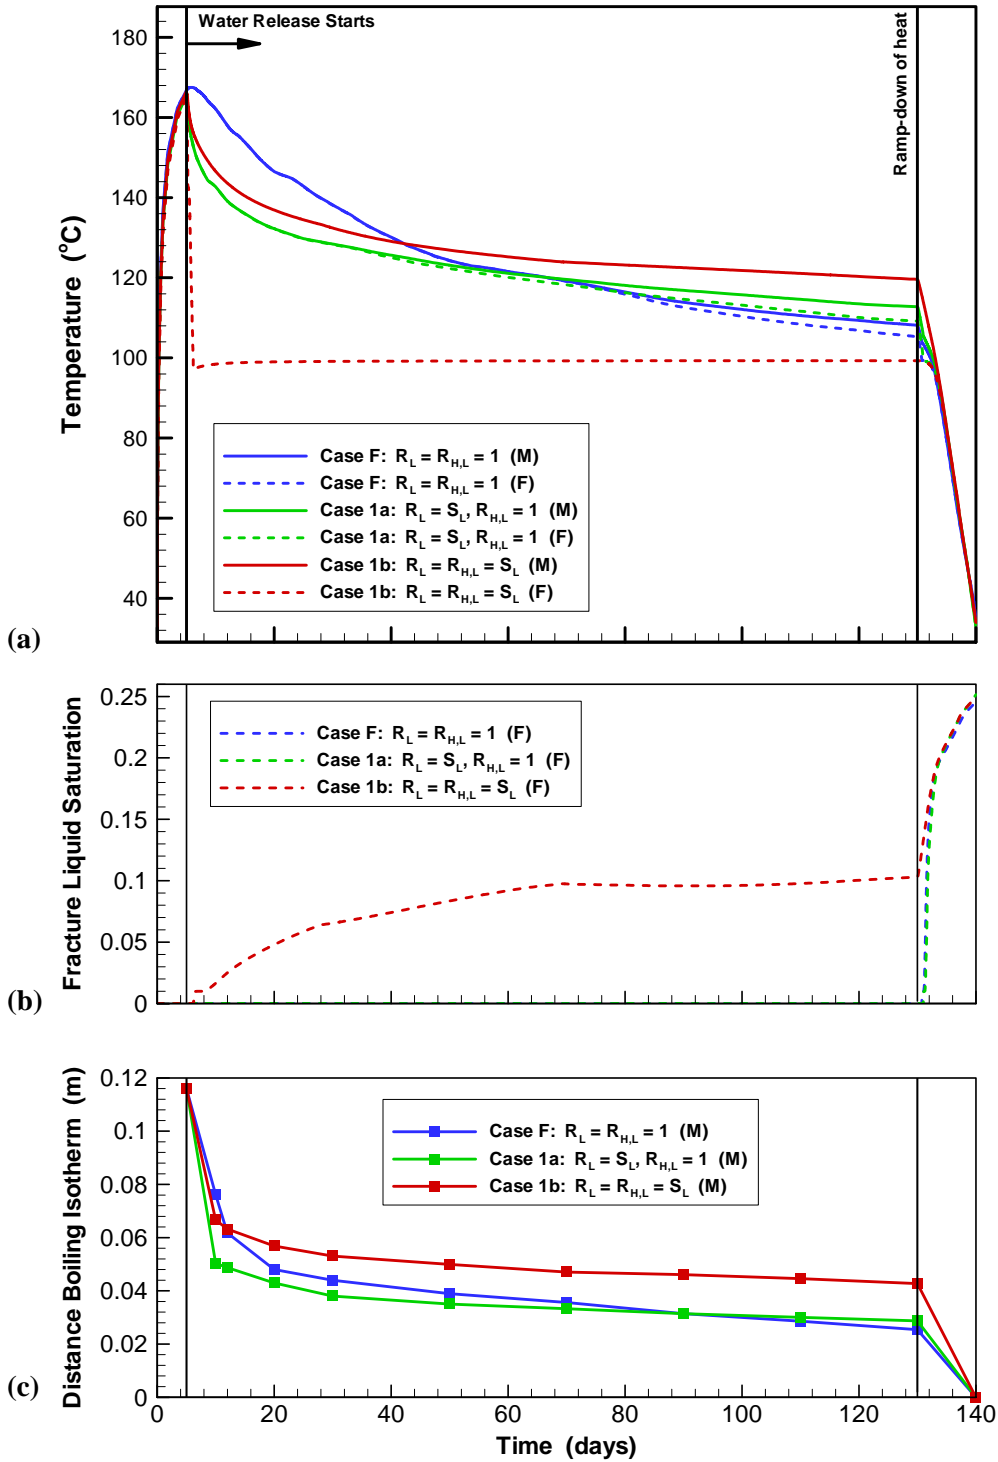 Water Release Starts
Ramp-down of heat
Temperature (°C)
180
160
140
120
100
80
60
40
Case F: R_L = R_H,L = 1 (M)
Case F: R_L = R_H,L = 1 (F)
Case 1a: R_L = S_L, R_H,L = 1 (M)
Case 1a: R_L = S_L, R_H,L = 1 (F)
Case 1b: R_L = R_H,L = S_L (M)
Case 1b: R_L = R_H,L = S_L (F)
(a)
Fracture Liquid Saturation
0.25
0.2
0.15
0.1
0.05
0
Case F: R_L = R_H,L = 1 (F)
Case 1a: R_L = S_L, R_H,L = 1 (F)
Case 1b: R_L = R_H,L = S_L (F)
(b)
Distance Boiling Isotherm (m)
0.12
0.1
0.08
0.06
0.04
0.02
0
Case F: R_L = R_H,L = 1 (M)
Case 1a: R_L = S_L, R_H,L = 1 (M)
Case 1b: R_L = R_H,L = S_L (M)
(c)
0 20 40 60 80 100 120 140
Time (days)